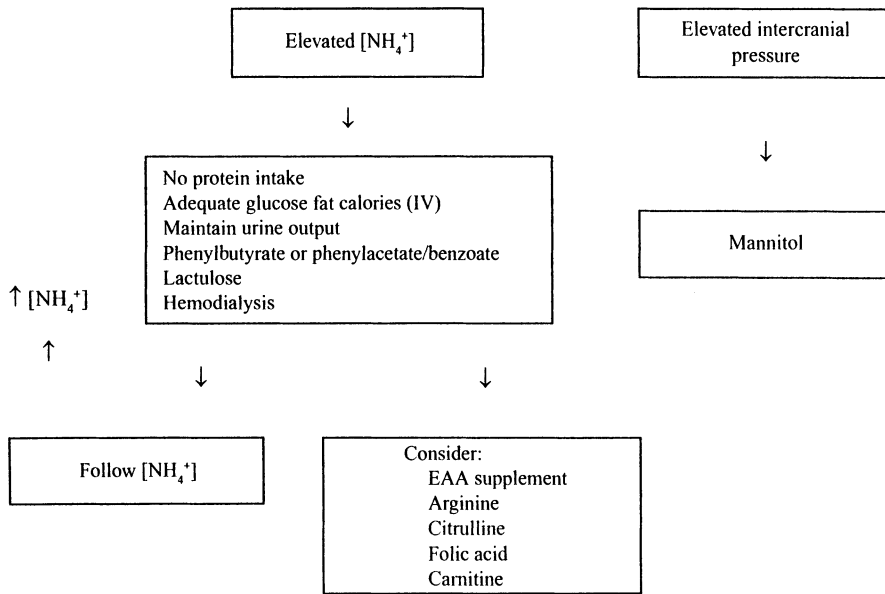 Elevated [NH₄⁺]
Elevated intercranial
pressure
↓
↓
No protein intake
Adequate glucose fat calories (IV)
Maintain urine output
Phenylbutyrate or phenylacetate/benzoate
Lactulose
Hemodialysis
Mannitol
↑ [NH₄⁺]
↑
↓
↓
Follow [NH₄⁺]
Consider:
EAA supplement
Arginine
Citrulline
Folic acid
Carnitine